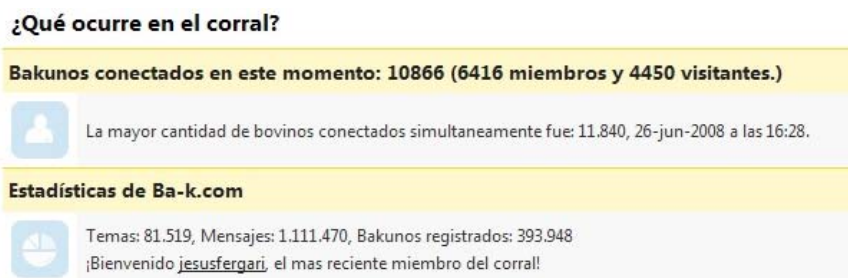 ¿Qué ocurre en el corral?
Bakunos conectados en este momento: 10866 (6416 miembros y 4450 visitantes.)
La mayor cantidad de bovinos conectados simultaneamente fue: 11.840, 26-jun-2008 a las 16:28.
Estadísticas de Ba-k.com
Temas: 81.519, Mensajes: 1.111.470, Bakunos registrados: 393.948
¡Bienvenido jesusfergari, el mas reciente miembro del corral!